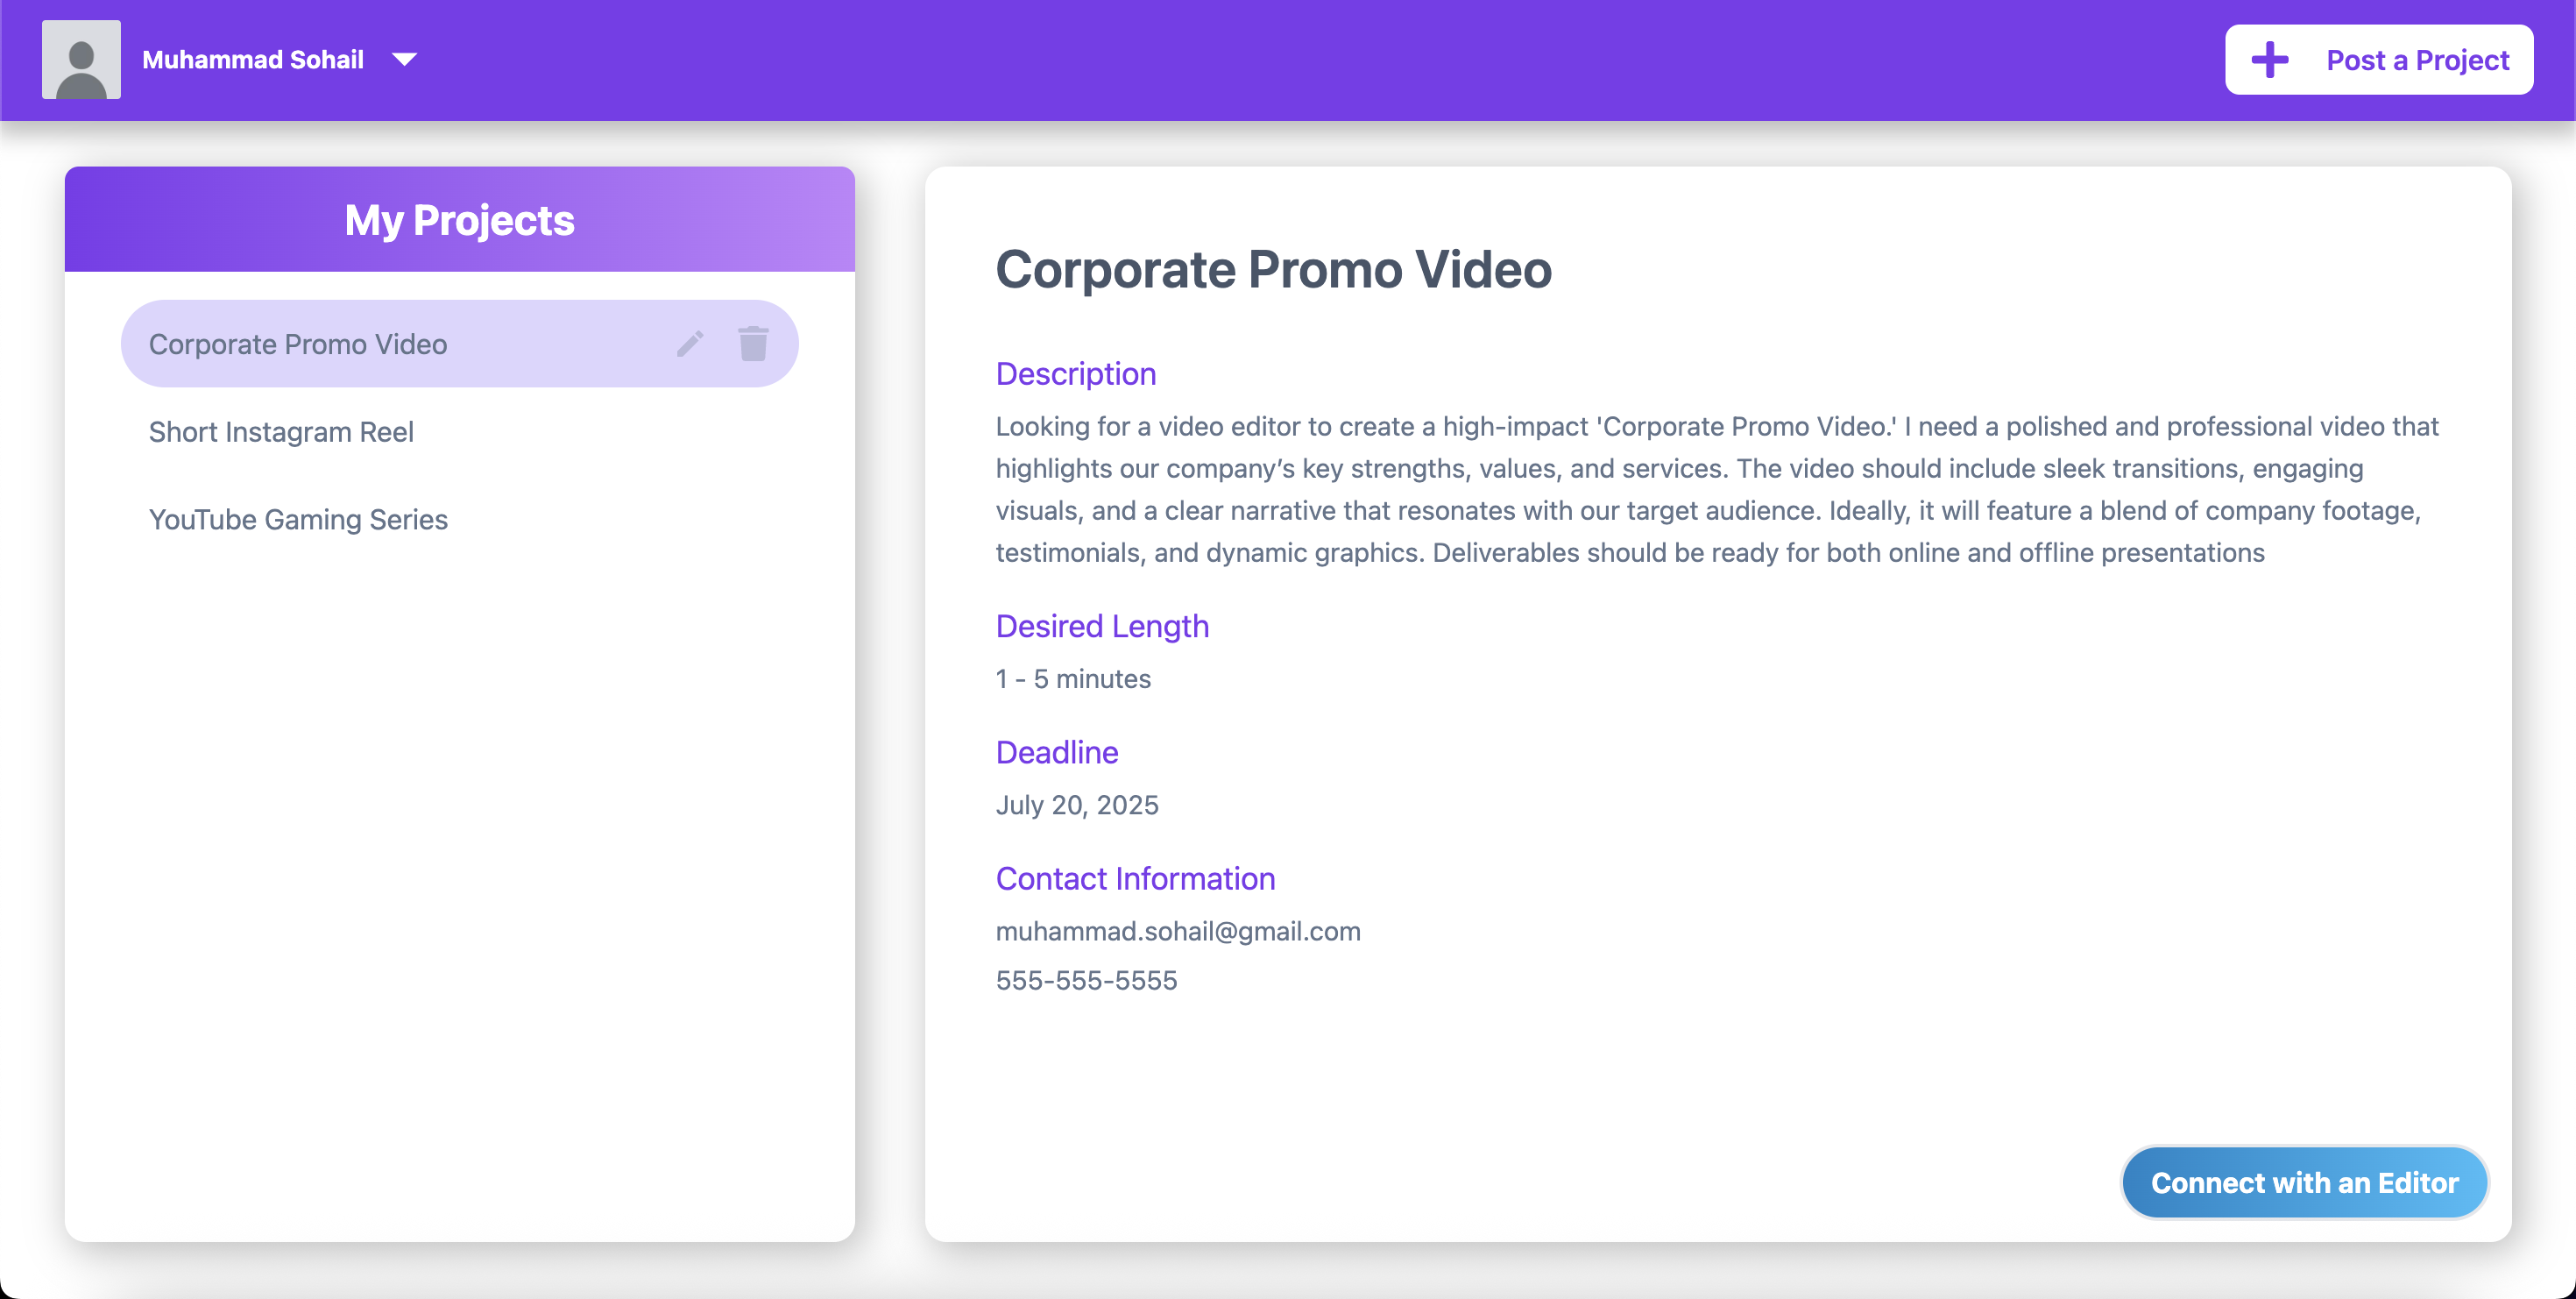 Muhammad Sohail
Post a Project
My Projects
Corporate Promo Video
Short Instagram Reel
YouTube Gaming Series
Corporate Promo Video
Description
Looking for a video editor to create a high-impact 'Corporate Promo Video.' I need a polished and professional video that
highlights our company’s key strengths, values, and services. The video should include sleek transitions, engaging
visuals, and a clear narrative that resonates with our target audience. Ideally, it will feature a blend of company footage,
testimonials, and dynamic graphics. Deliverables should be ready for both online and offline presentations
Desired Length
1 - 5 minutes
Deadline
July 20, 2025
Contact Information
muhammad.sohail@gmail.com
555-555-5555
Connect with an Editor